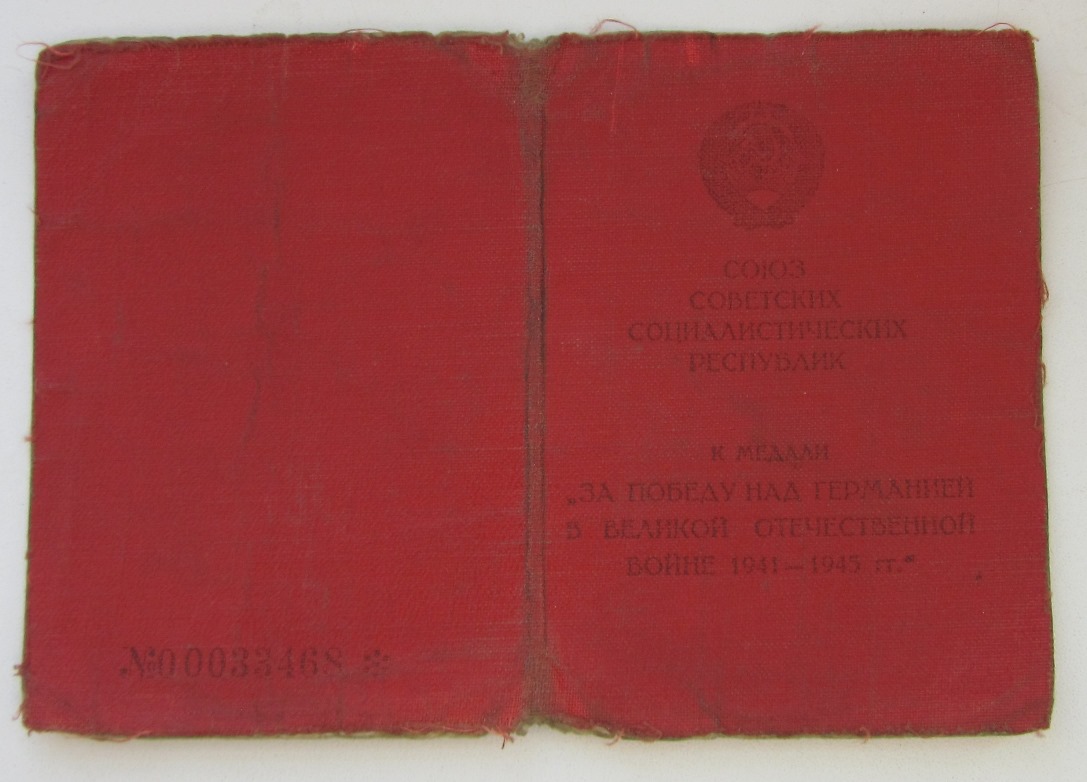 СОЮЗ
СОВЕТСКИХ
СОЦИАЛИСТИЧЕСКИХ
РЕСПУБЛИК
К МЕДАЛИ
„ЗА ПОБЕДУ НАД ГЕРМАНИЕЙ
В ВЕЛИКОЙ ОТЕЧЕСТВЕННОЙ
ВОЙНЕ 1941—1945 гг.“
№00033468 *